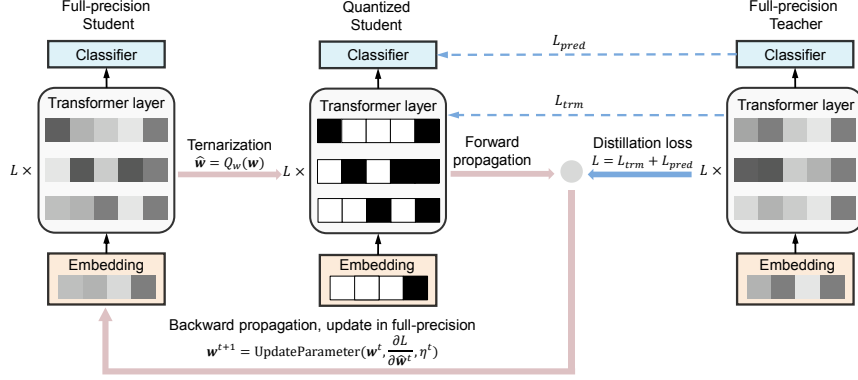 Full-precision
Student
Classifier
Transformer layer
L ×
Embedding
Ternarization
ŵ = Q_w(w)
Quantized
Student
Classifier
Transformer layer
L ×
Embedding
L_pred
L_trm
Forward
propagation
Distillation loss
L = L_trm + L_pred
Full-precision
Teacher
Classifier
Transformer layer
L ×
Embedding
Backward propagation, update in full-precision
w^{t+1} = UpdateParameter(w^t, ∂L/∂ŵ^t, η^t)